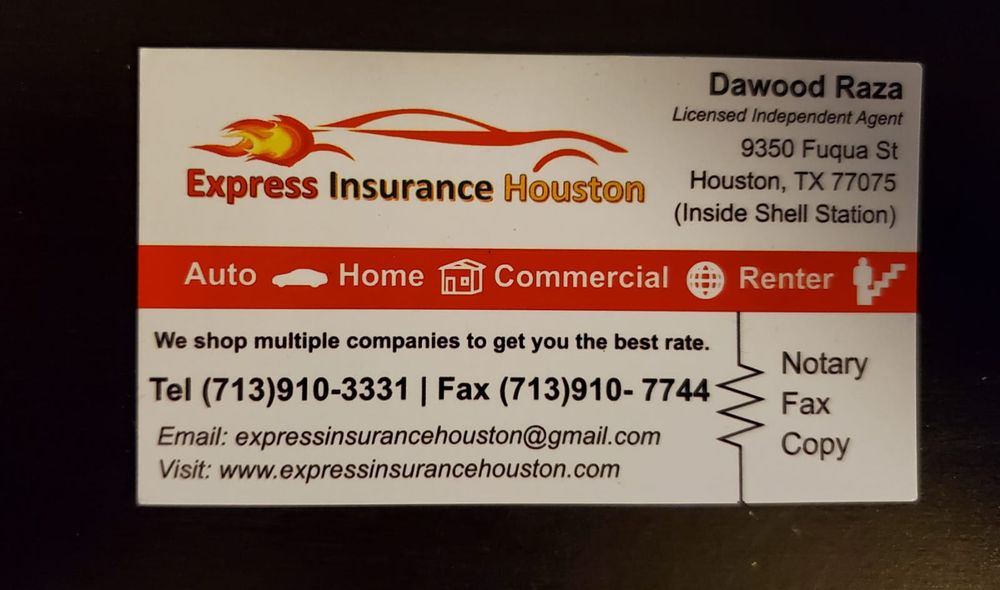 Dawood Raza
Licensed Independent Agent
9350 Fuqua St
Houston, TX 77075
(Inside Shell Station)
Express Insurance Houston
Auto Home Commercial Renter
We shop multiple companies to get you the best rate.
Tel (713)910-3331 | Fax (713)910- 7744
Email: expressinsurancehouston@gmail.com
Visit: www.expressinsurancehouston.com
Notary
Fax
Copy